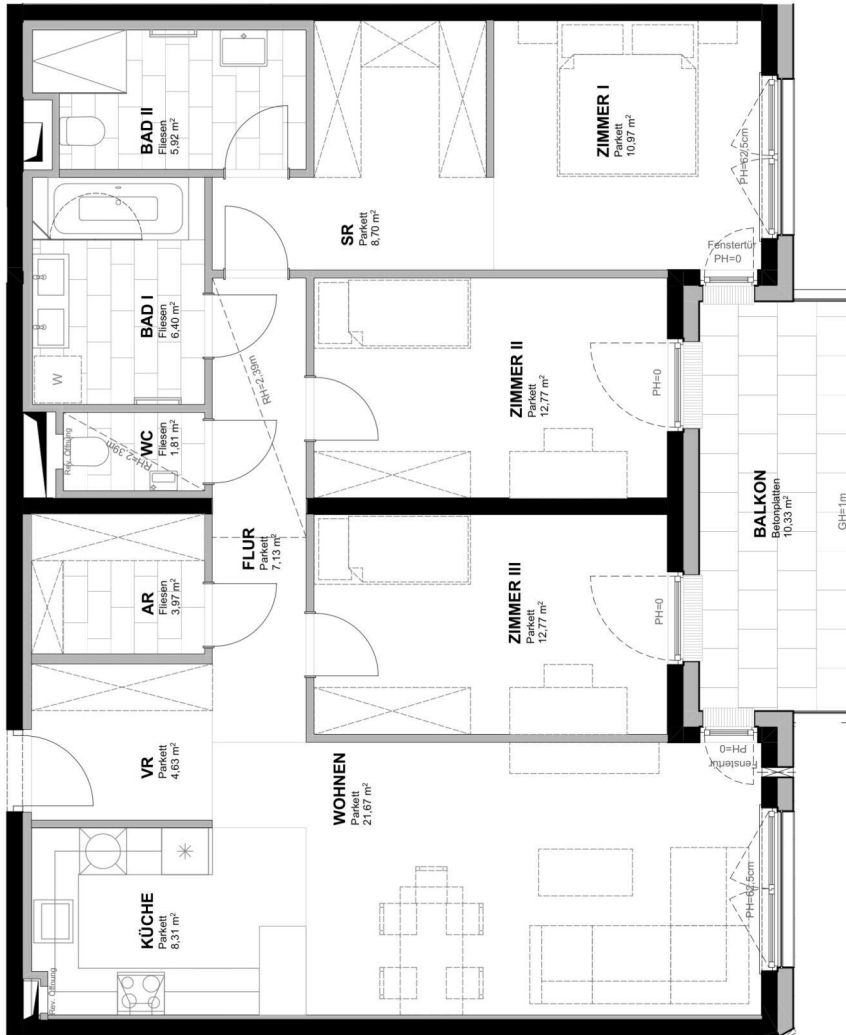 BAD II
Fliesen
5,92 m²
ZIMMER I
Parkett
10,97 m²
PH=62,5cm
SR
Parkett
8,70 m²
Fenstertür
PH=0
BAD I
Fliesen
6,40 m²
W
RH=2,39m
ZIMMER II
Parkett
12,77 m²
PH=0
Rev. Öffnung
WC
Fliesen
1,81 m²
RH=2,39m
BALKON
Betonplatten
10,33 m²
GH=1m
FLUR
Parkett
7,13 m²
AR
Fliesen
3,97 m²
ZIMMER III
Parkett
12,77 m²
PH=0
VR
Parkett
4,63 m²
Fenstertür
PH=0
WOHNEN
Parkett
21,67 m²
KÜCHE
Parkett
8,31 m²
Rev. Öffnung
PH=62,5cm